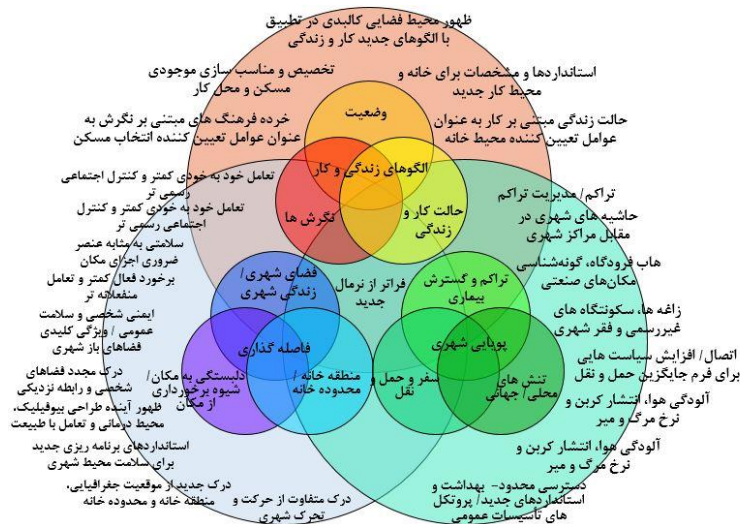 ظهور محیط فضایی کالبدی در تطبیق
با الگوهای جدید کار و زندگی
استانداردها و مشخصات برای خانه و
محیط کار جدید
تخصیص و مناسب سازی موجودی
مسکن و محل کار
حالت زندگی مبتنی بر کار به عنوان
عوامل تعیین کننده محیط خانه
خرده فرهنگ های مبتنی بر نگرش به
عنوان عوامل تعیین کننده انتخاب مسکن
وضعیت
الگوهای زندگی و کار
حالت کار و
زندگی
نگرش ها
تعامل خود به خودی کمتر و کنترل اجتماعی
رسمی تر
تعامل خود به خودی کمتر و کنترل
اجتماعی رسمی تر
سلامتی به مثابه عنصر
ضروری اجزای مکان
برخورد فعال کمتر و تعامل
منفعلانه تر
ایمنی شخصی و سلامت
عمومی / ویژگی کلیدی
فضاهای باز شهری
درک مجدد فضاهای
شخصی و رابطه نزدیکی
ظهور آینده طراحی بیوفیلیک،
محیط درمانی و تعامل با طبیعت
استانداردهای برنامه ریزی جدید
برای سلامت محیط شهری
درک جدید از موقعیت جغرافیایی،
منطقه خانه و محدوده خانه
درک متفاوت از حرکت و
تحرک شهری
فضای شهری/
زندگی شهری
فاصله گذاری
دلبستگی به مکان/
شیوه برخورداری
از مکان
منطقه خانه /
محدوده خانه
فراتر از نرمال
جدید
تراکم و گسترش
بیماری
پویایی شهری
سفر و حمل و
نقل
تنش های
محلی/ جهانی
تراکم/ مدیریت تراکم
حاشیه های شهری در
مقابل مراکز شهری
هاب فرودگاه، گونه‌شناسی
مکان‌های صنعتی
زاغه ها، سکونتگاه های
غیررسمی و فقر شهری
اتصال/ افزایش سیاست هایی
برای فرم جایگزین حمل و نقل
آلودگی هوا، انتشار کربن و
نرخ مرگ و میر
آلودگی هوا، انتشار کربن و
نرخ مرگ و میر
دسترسی محدود- بهداشت و
استانداردهای جدید/ پروتکل
های تأسیسات عمومی